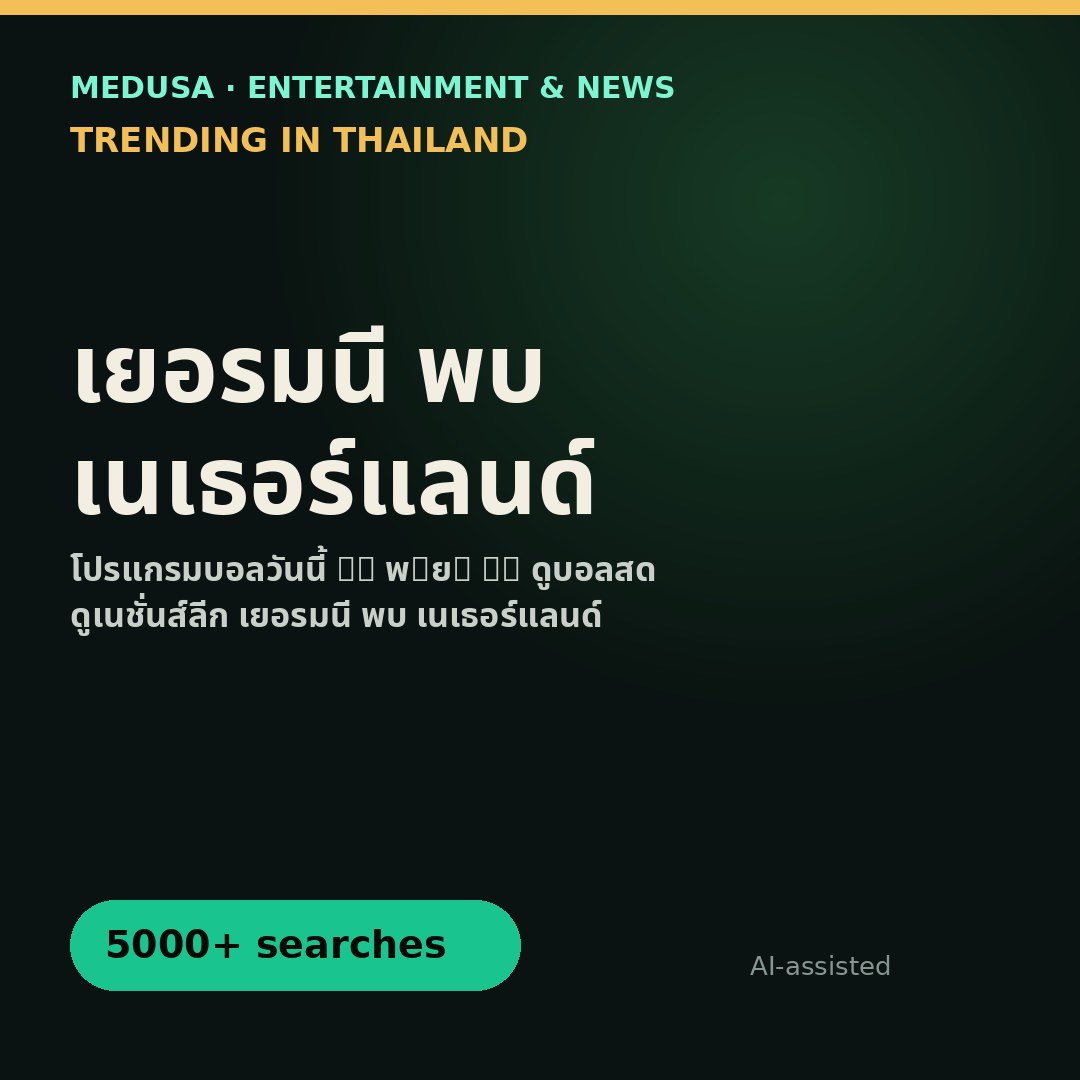 MEDUSA · ENTERTAINMENT & NEWS
TRENDING IN THAILAND
เยอรมนี พบ
เนเธอร์แลนด์
โปรแกรมบอลวันนี้ ดูบอลสด
ดูเนชั่นส์ลีก เยอรมนี พบ เนเธอร์แลนด์
5000+ searches
AI-assisted